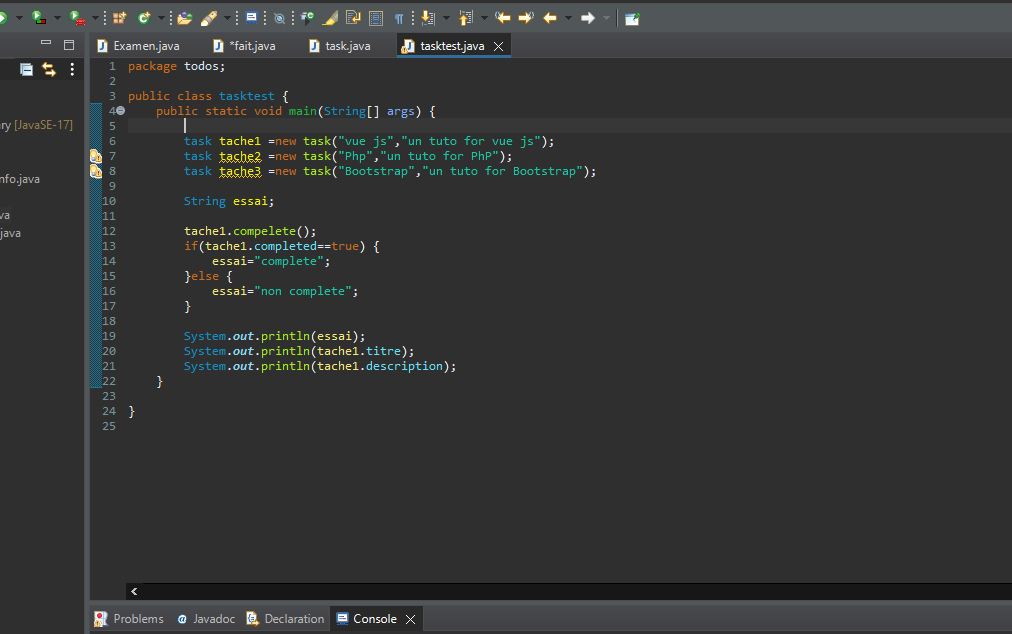 Examen.java *fait.java task.java tasktest.java
ry [JavaSE-17]
nfo.java
va
java
1 package todos;
2
3 public class tasktest {
4 public static void main(String[] args) {
5
6 task tache1 =new task("vue js","un tuto for vue js");
7 task tache2 =new task("Php","un tuto for PhP");
8 task tache3 =new task("Bootstrap","un tuto for Bootstrap");
9
10 String essai;
11
12 tache1.compelete();
13 if(tache1.completed==true) {
14 essai="complete";
15 }else {
16 essai="non complete";
17 }
18
19 System.out.println(essai);
20 System.out.println(tache1.titre);
21 System.out.println(tache1.description);
22 }
23
24 }
25
Problems Javadoc Declaration Console